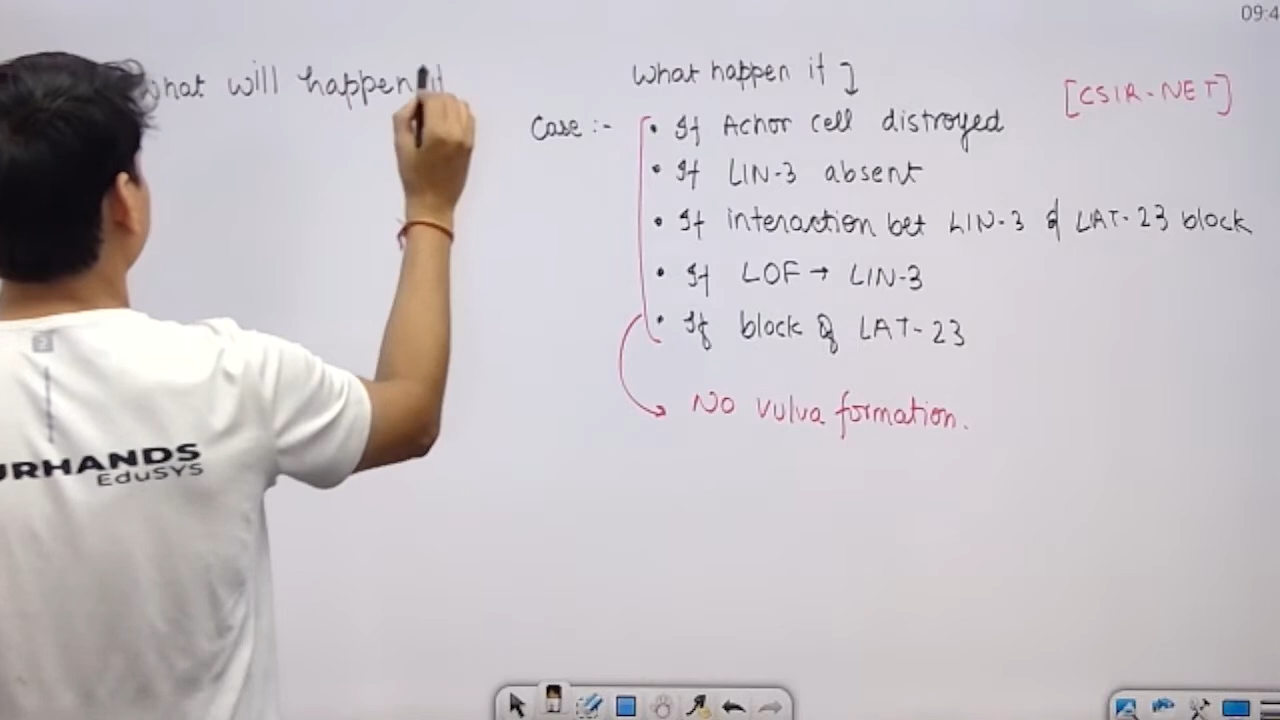 09:4
what will happen if
What happen if
[CSIR-NET]
Case :-
• If Achor cell distroyed
• If LIN-3 absent
• If interaction bet LIN-3 & LAT-23 block
• If LOF → LIN-3
• If block of LAT-23
No vulva formation.
URHANDS
EduSYS